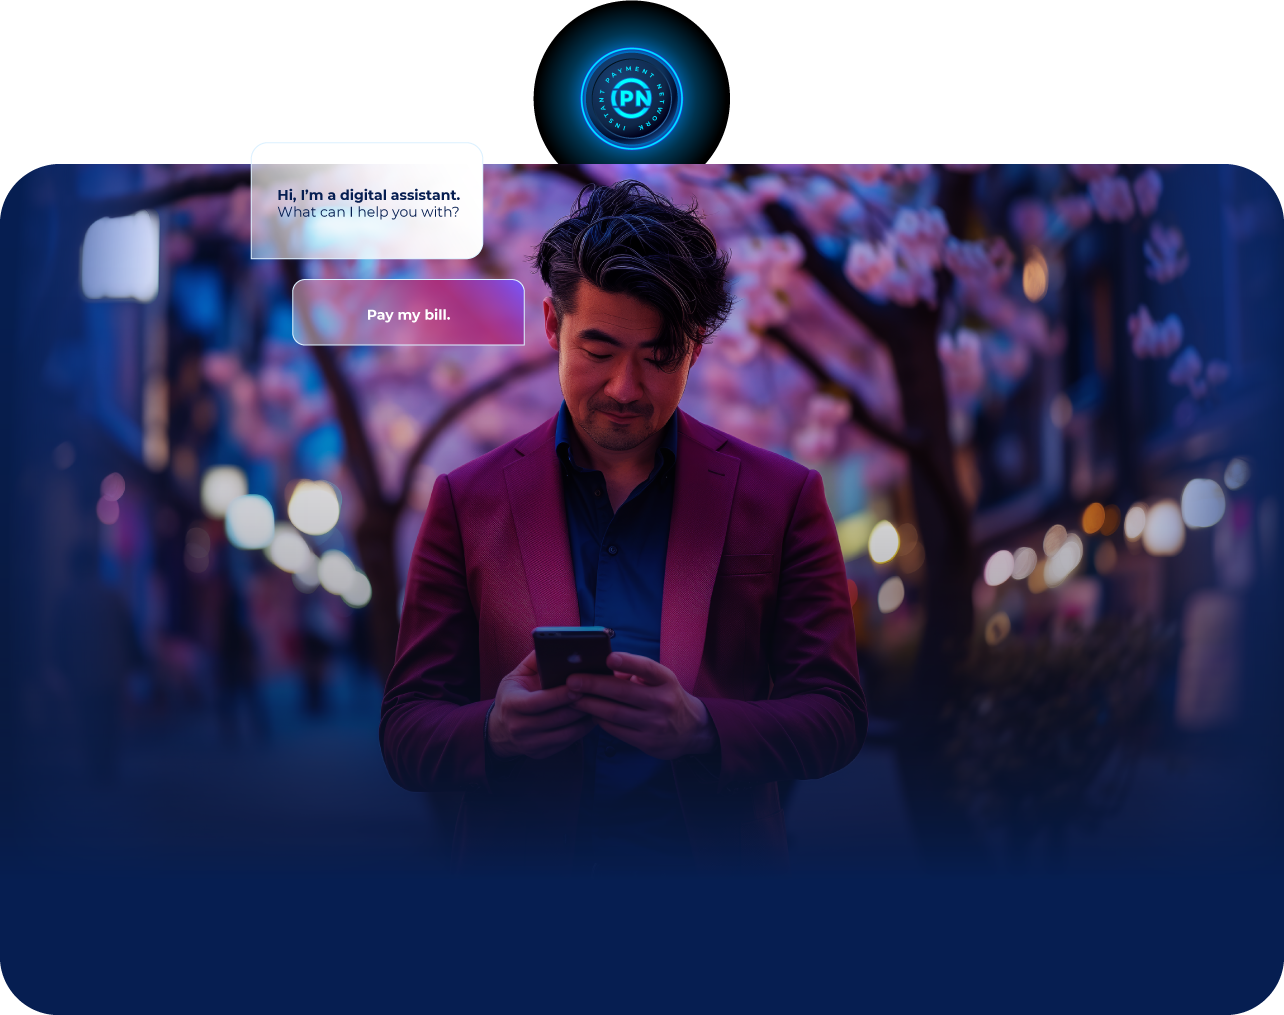 INSTANT PAYMENT NETWORK
IPN
Hi, I’m a digital assistant.
What can I help you with?
Pay my bill.